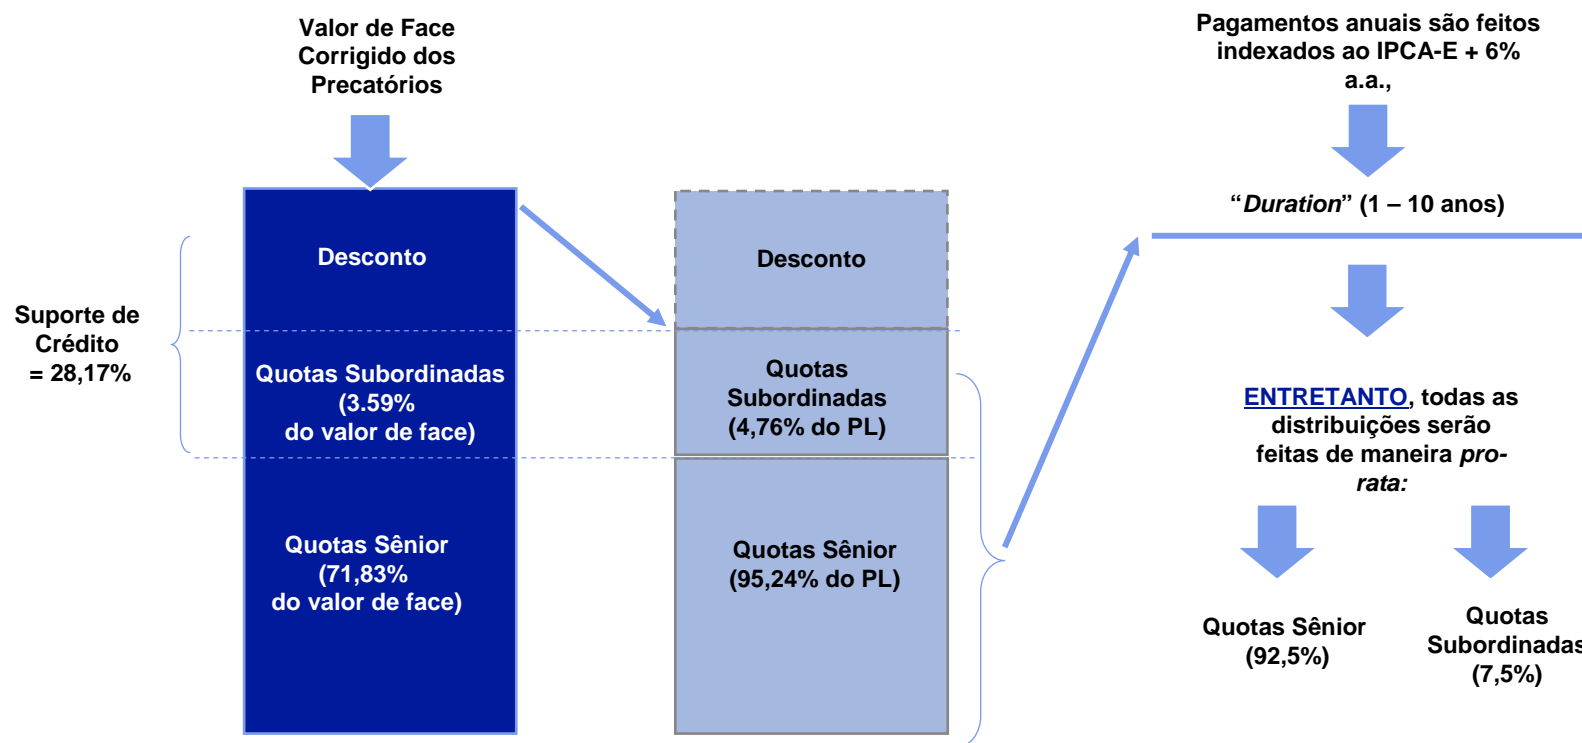 Valor de Face
Corrigido dos
Precatórios
Suporte de
Crédito
= 28,17%
Desconto
Quotas Subordinadas
(3.59%
do valor de face)
Quotas Sênior
(71,83%
do valor de face)
Desconto
Quotas
Subordinadas
(4,76% do PL)
Quotas Sênior
(95,24% do PL)
Pagamentos anuais são feitos
indexados ao IPCA-E + 6%
a.a.,
“Duration” (1 – 10 anos)
ENTRETANTO, todas as
distribuições serão
feitas de maneira pro-
rata:
Quotas Sênior
(92,5%)
Quotas
Subordinadas
(7,5%)